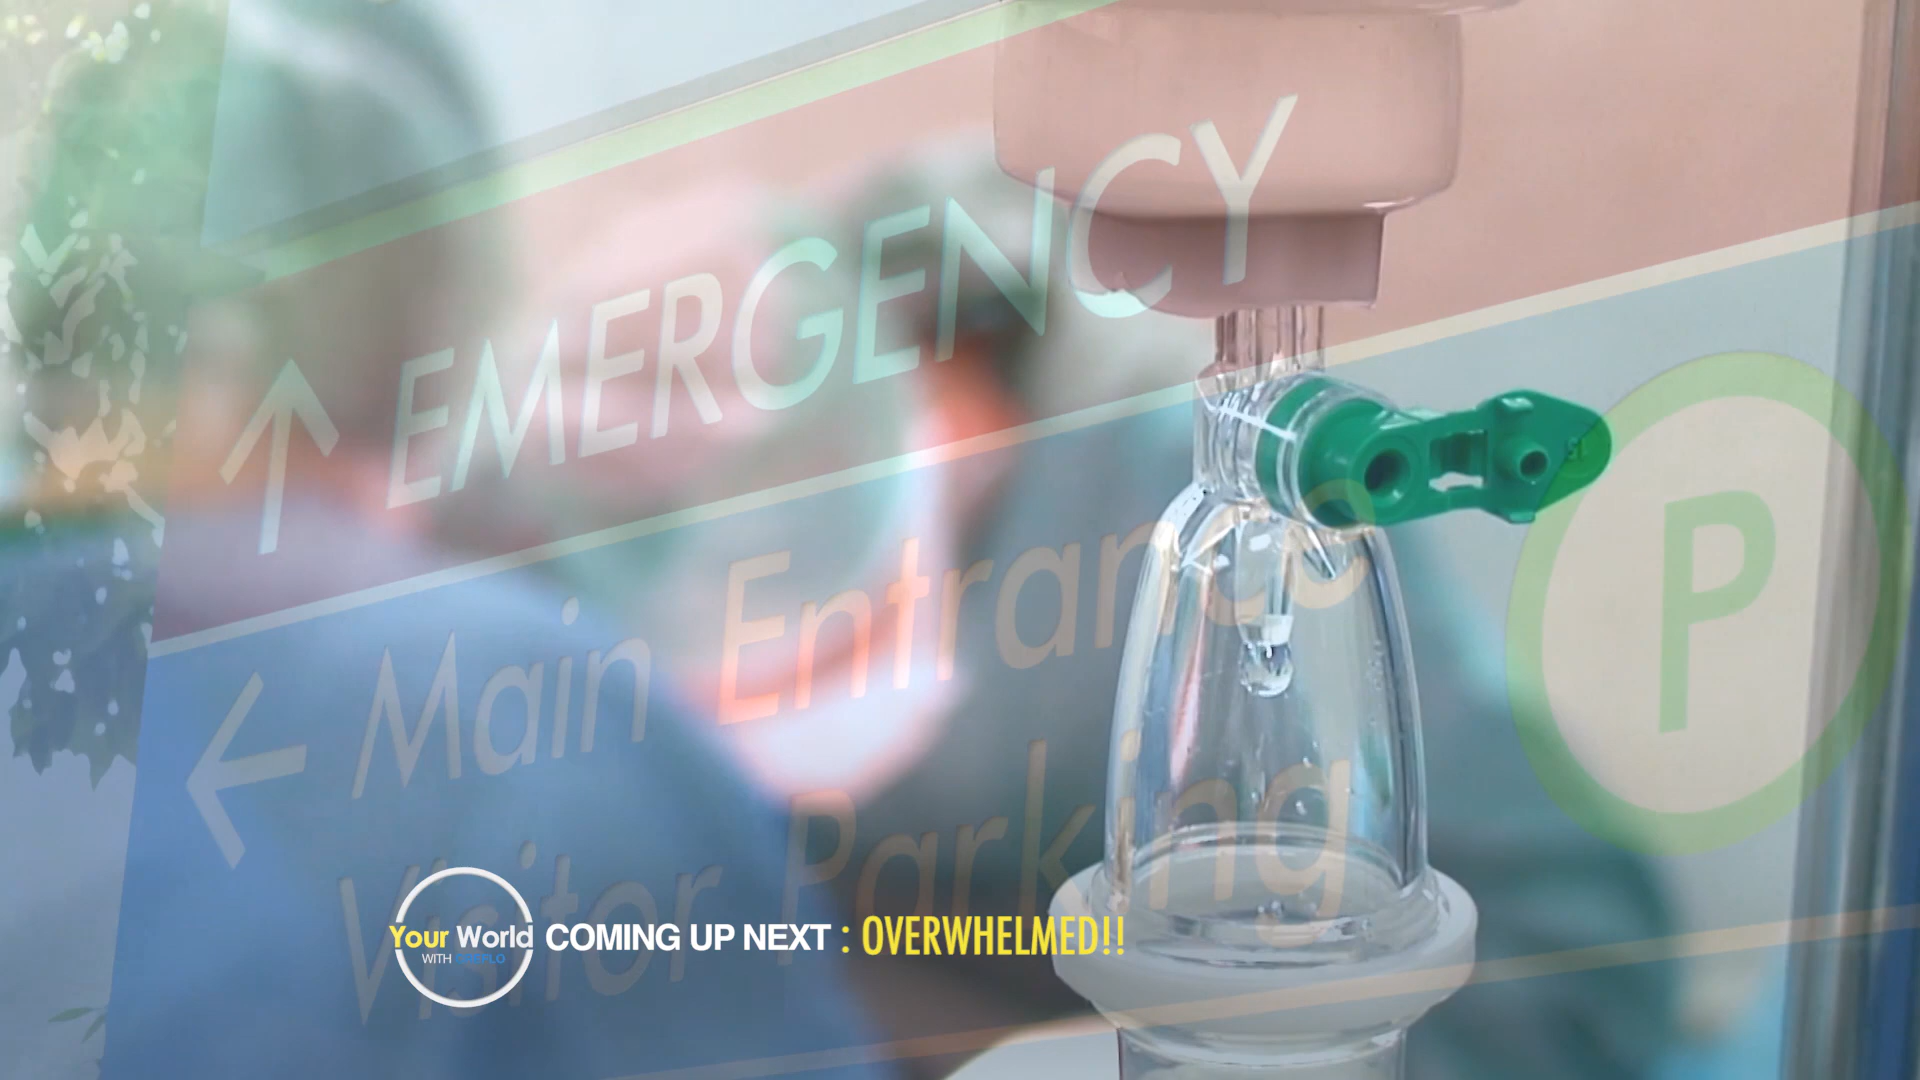 EMERGENCY
Main Entrance
Visitor Parking
P
Your World
WITH
COMING UP NEXT : OVERWHELMED!!